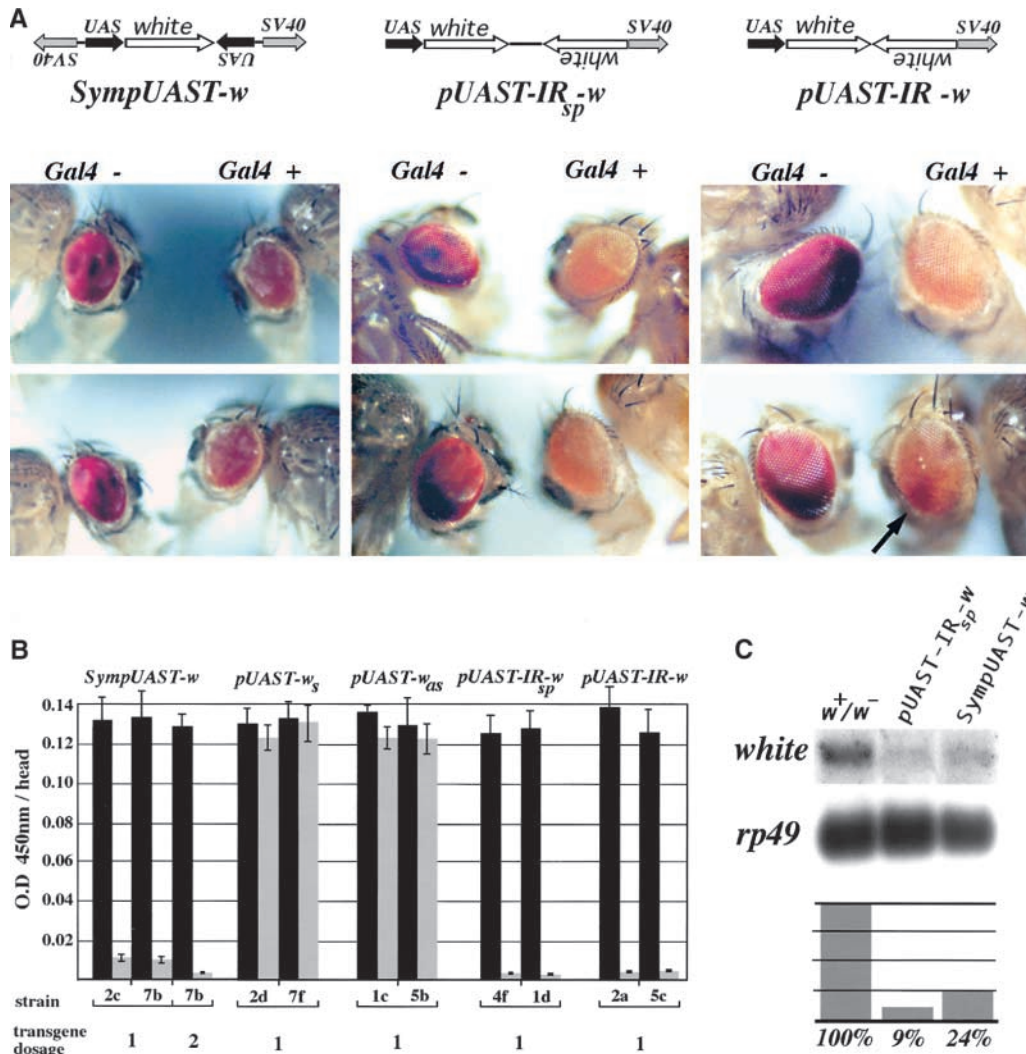 A
SV40 UAS white UAS SV40
SympUAST-w
UAS white white SV40
pUAST-IRsp-w
UAS white white SV40
pUAST-IR -w
Gal4 - Gal4 +
Gal4 - Gal4 +
Gal4 - Gal4 +
B
SympUAST-w pUAST-ws pUAST-was pUAST-IR-wsp pUAST-IR-w
O.D 450nm / head
0.14
0.12
0.10
0.08
0.06
0.04
0.02
strain 2c 7b 7b 2d 7f 1c 5b 4f 1d 2a 5c
transgene dosage 1 2 1 1 1 1
C
w+/w- pUAST-IRsp-w SympUAST-w
white
rp49
100% 9% 24%